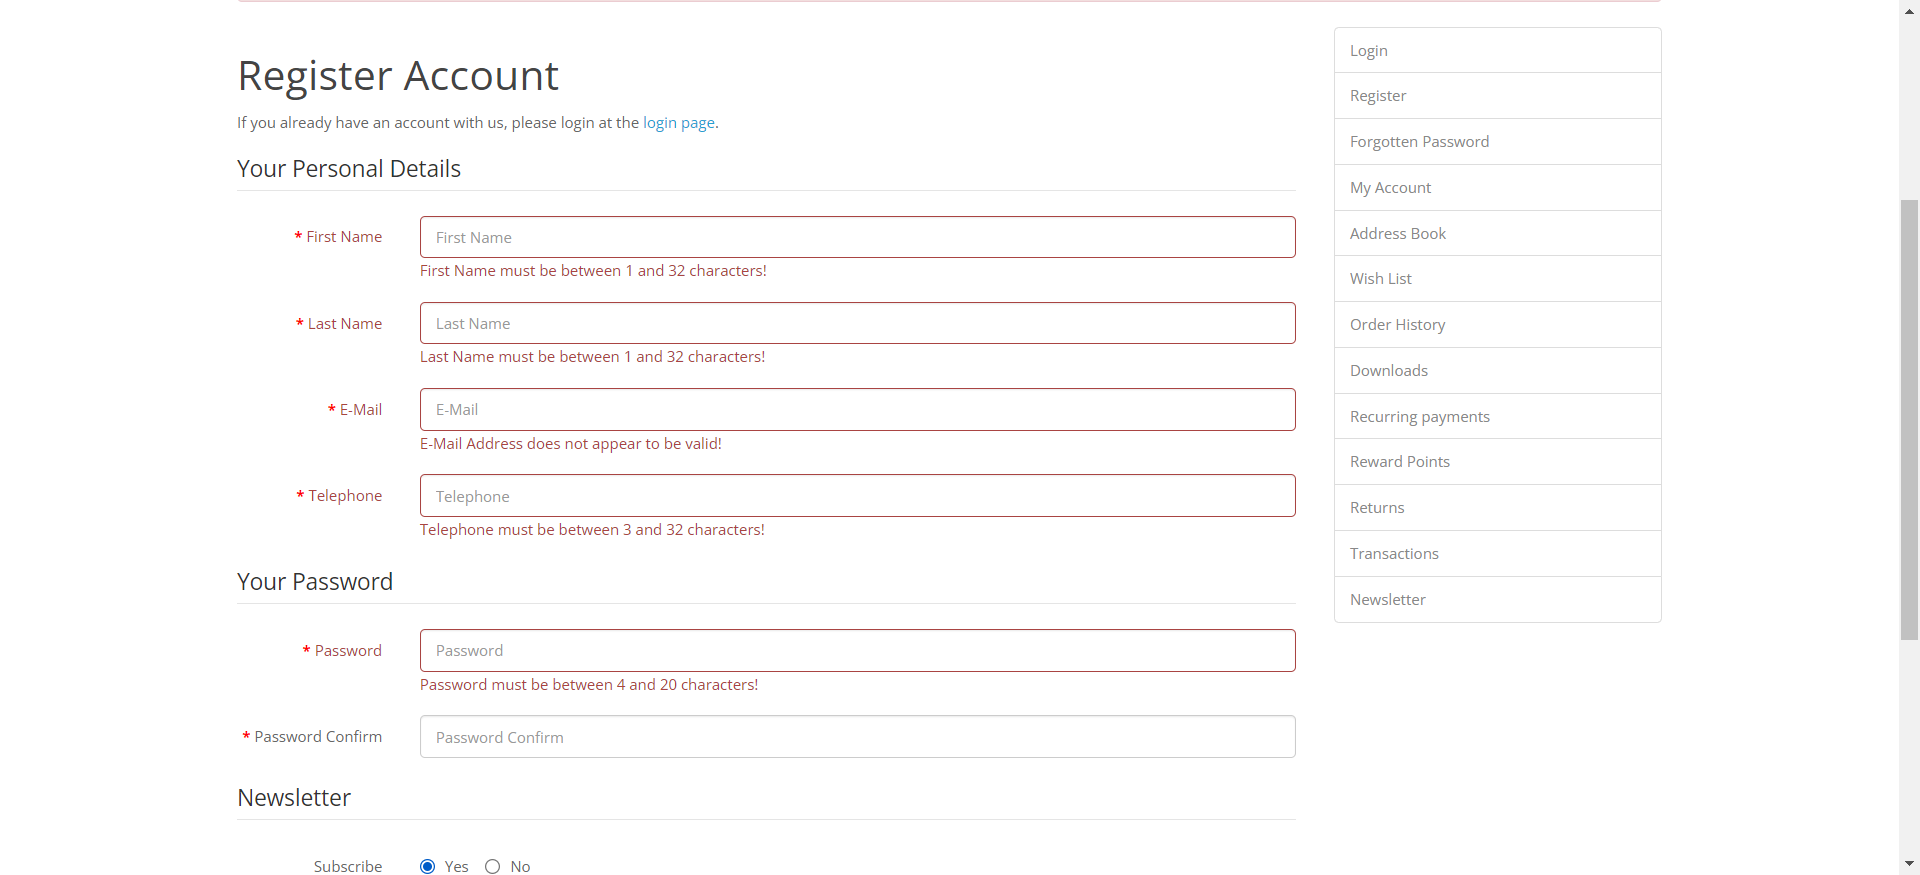 Register Account
If you already have an account with us, please login at the login page.
Your Personal Details
* First Name
First Name
First Name must be between 1 and 32 characters!
* Last Name
Last Name
Last Name must be between 1 and 32 characters!
* E-Mail
E-Mail
E-Mail Address does not appear to be valid!
* Telephone
Telephone
Telephone must be between 3 and 32 characters!
Your Password
* Password
Password
Password must be between 4 and 20 characters!
* Password Confirm
Password Confirm
Newsletter
Subscribe Yes No
Login
Register
Forgotten Password
My Account
Address Book
Wish List
Order History
Downloads
Recurring payments
Reward Points
Returns
Transactions
Newsletter